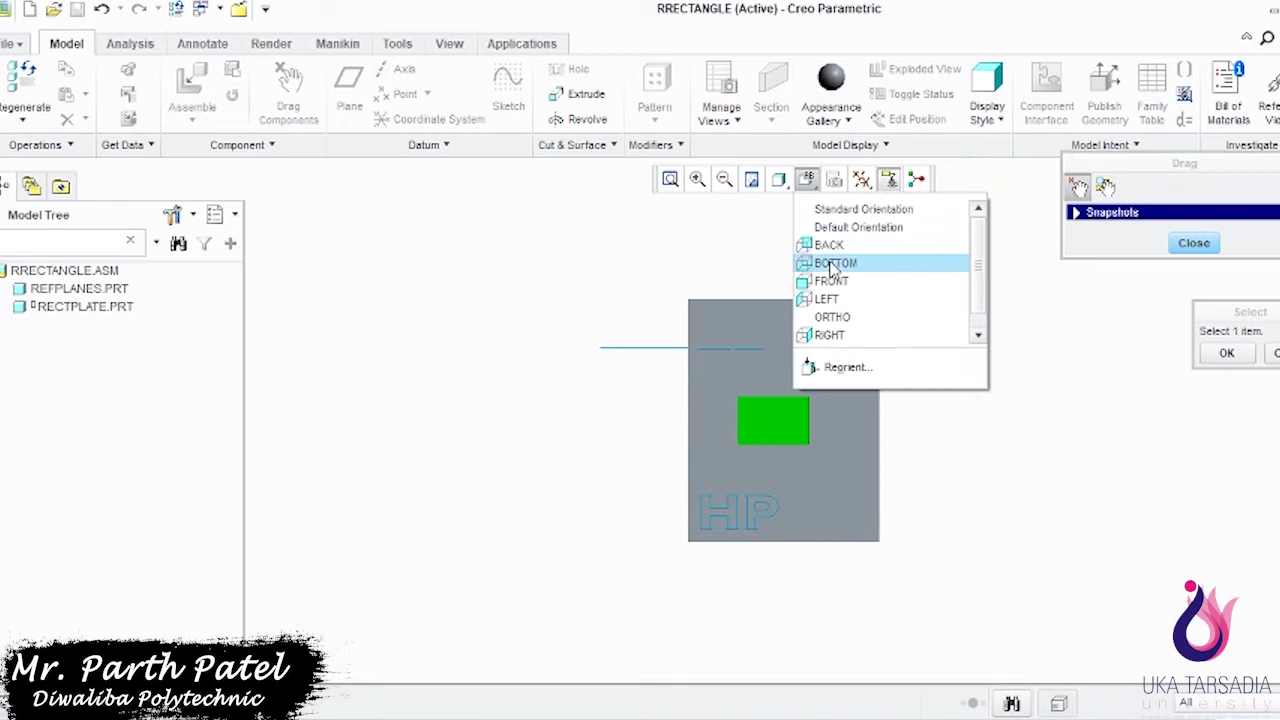 RRECTANGLE (Active) - Creo Parametric
ile
Model
Analysis
Annotate
Render
Manikin
Tools
View
Applications
egenerate
Assemble
Drag Components
Plane
Axis
Point
Coordinate System
Sketch
Hole
Extrude
Revolve
Pattern
Manage Views
Section
Appearance Gallery
Exploded View
Toggle Status
Edit Position
Display Style
Component Interface
Publish Geometry
Family Table
Bill of Materials
Operations
Get Data
Component
Datum
Cut & Surface
Modifiers
Model Display
Model Intent
Investigate
Drag
Snapshots
Close
Model Tree
RRECTANGLE.ASM
REFPLANES.PRT
RECTPLATE.PRT
Standard Orientation
Default Orientation
BACK
BOTTOM
FRONT
LEFT
ORTHO
RIGHT
Reorient...
Select
Select 1 item.
OK
HP
Mr. Parth Patel
Diwaliba Polytechnic
UKA TARSADIA
university
All